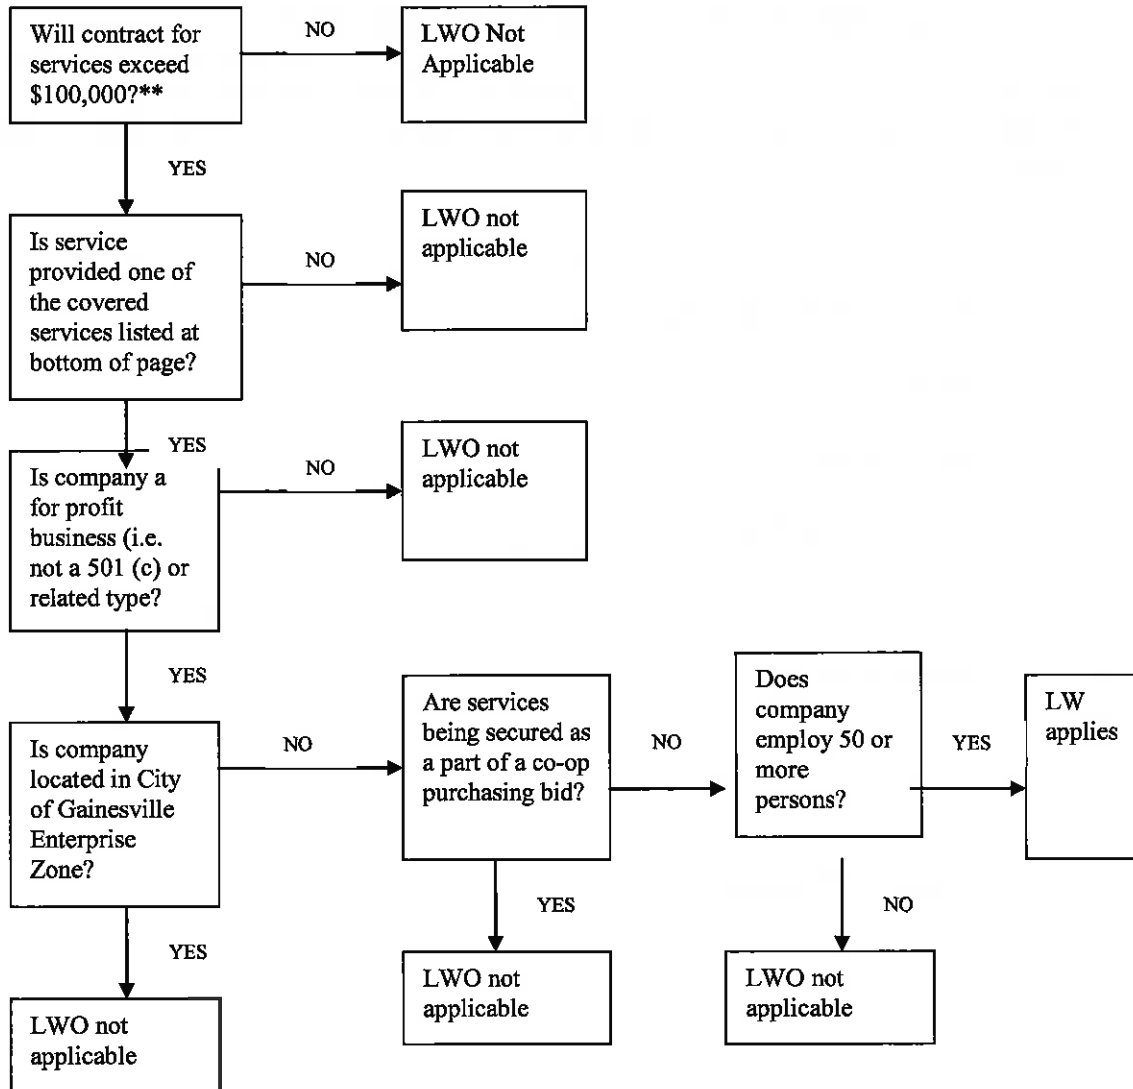 Will contract for
services exceed
$100,000?**
NO
LWO Not
Applicable
YES
Is service
provided one of
the covered
services listed at
bottom of page?
NO
LWO not
applicable
YES
Is company a
for profit
business (i.e.
not a 501 (c) or
related type?
NO
LWO not
applicable
YES
Is company
located in City
of Gainesville
Enterprise
Zone?
NO
Are services
being secured as
a part of a co-op
purchasing bid?
NO
Does
company
employ 50 or
more
persons?
YES
LW
applies
YES
LWO not
applicable
YES
LWO not
applicable
NO
LWO not
applicable